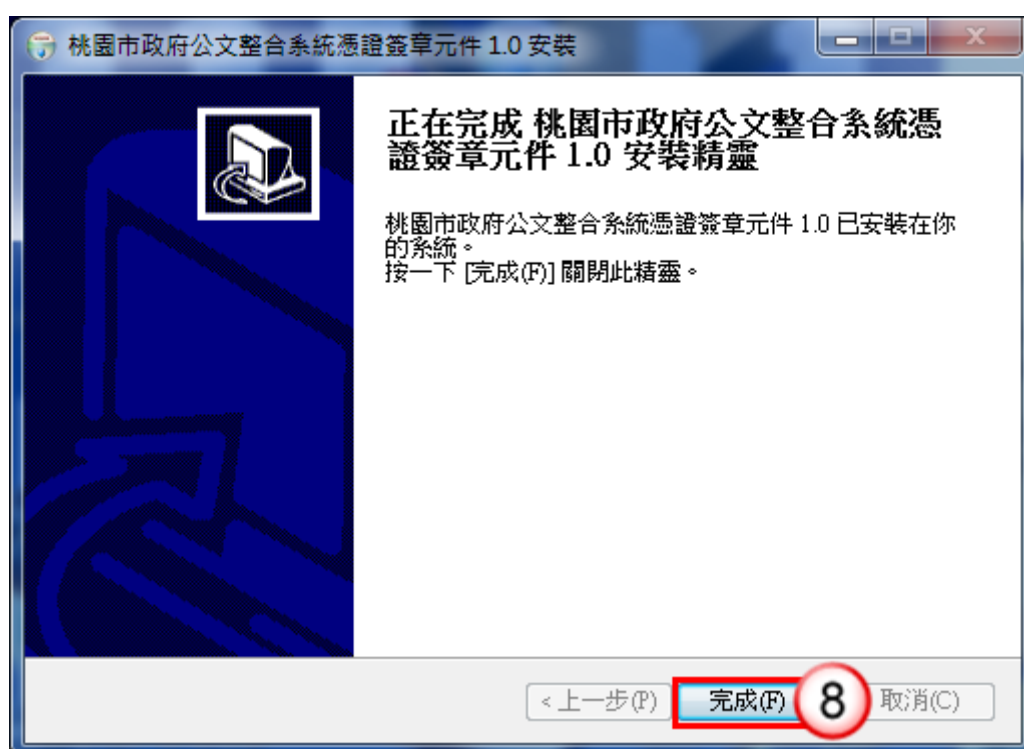 桃園市政府公文整合系統憑證簽章元件 1.0 安裝
正在完成 桃園市政府公文整合系統憑
證簽章元件 1.0 安裝精靈
桃園市政府公文整合系統憑證簽章元件 1.0 已安裝在你
的系統。
按一下 [完成(F)] 關閉此精靈。
<上一步(P) 完成(F) 8 取消(C)